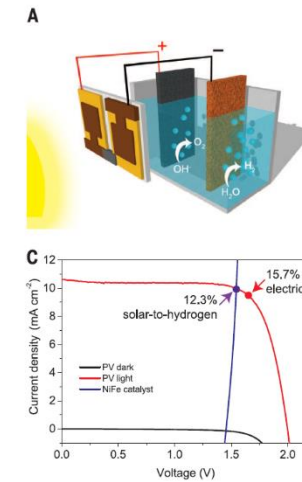 A
+
−
O₂
OH
H₂
H₂O
C
Current density (mA cm⁻²)
12
10
8
6
4
2
0
15,7%
electric
12,3%
solar-to-hydrogen
PV dark
PV light
NiFe catalyst
0.0 0.5 1.0 1.5 2.0
Voltage (V)